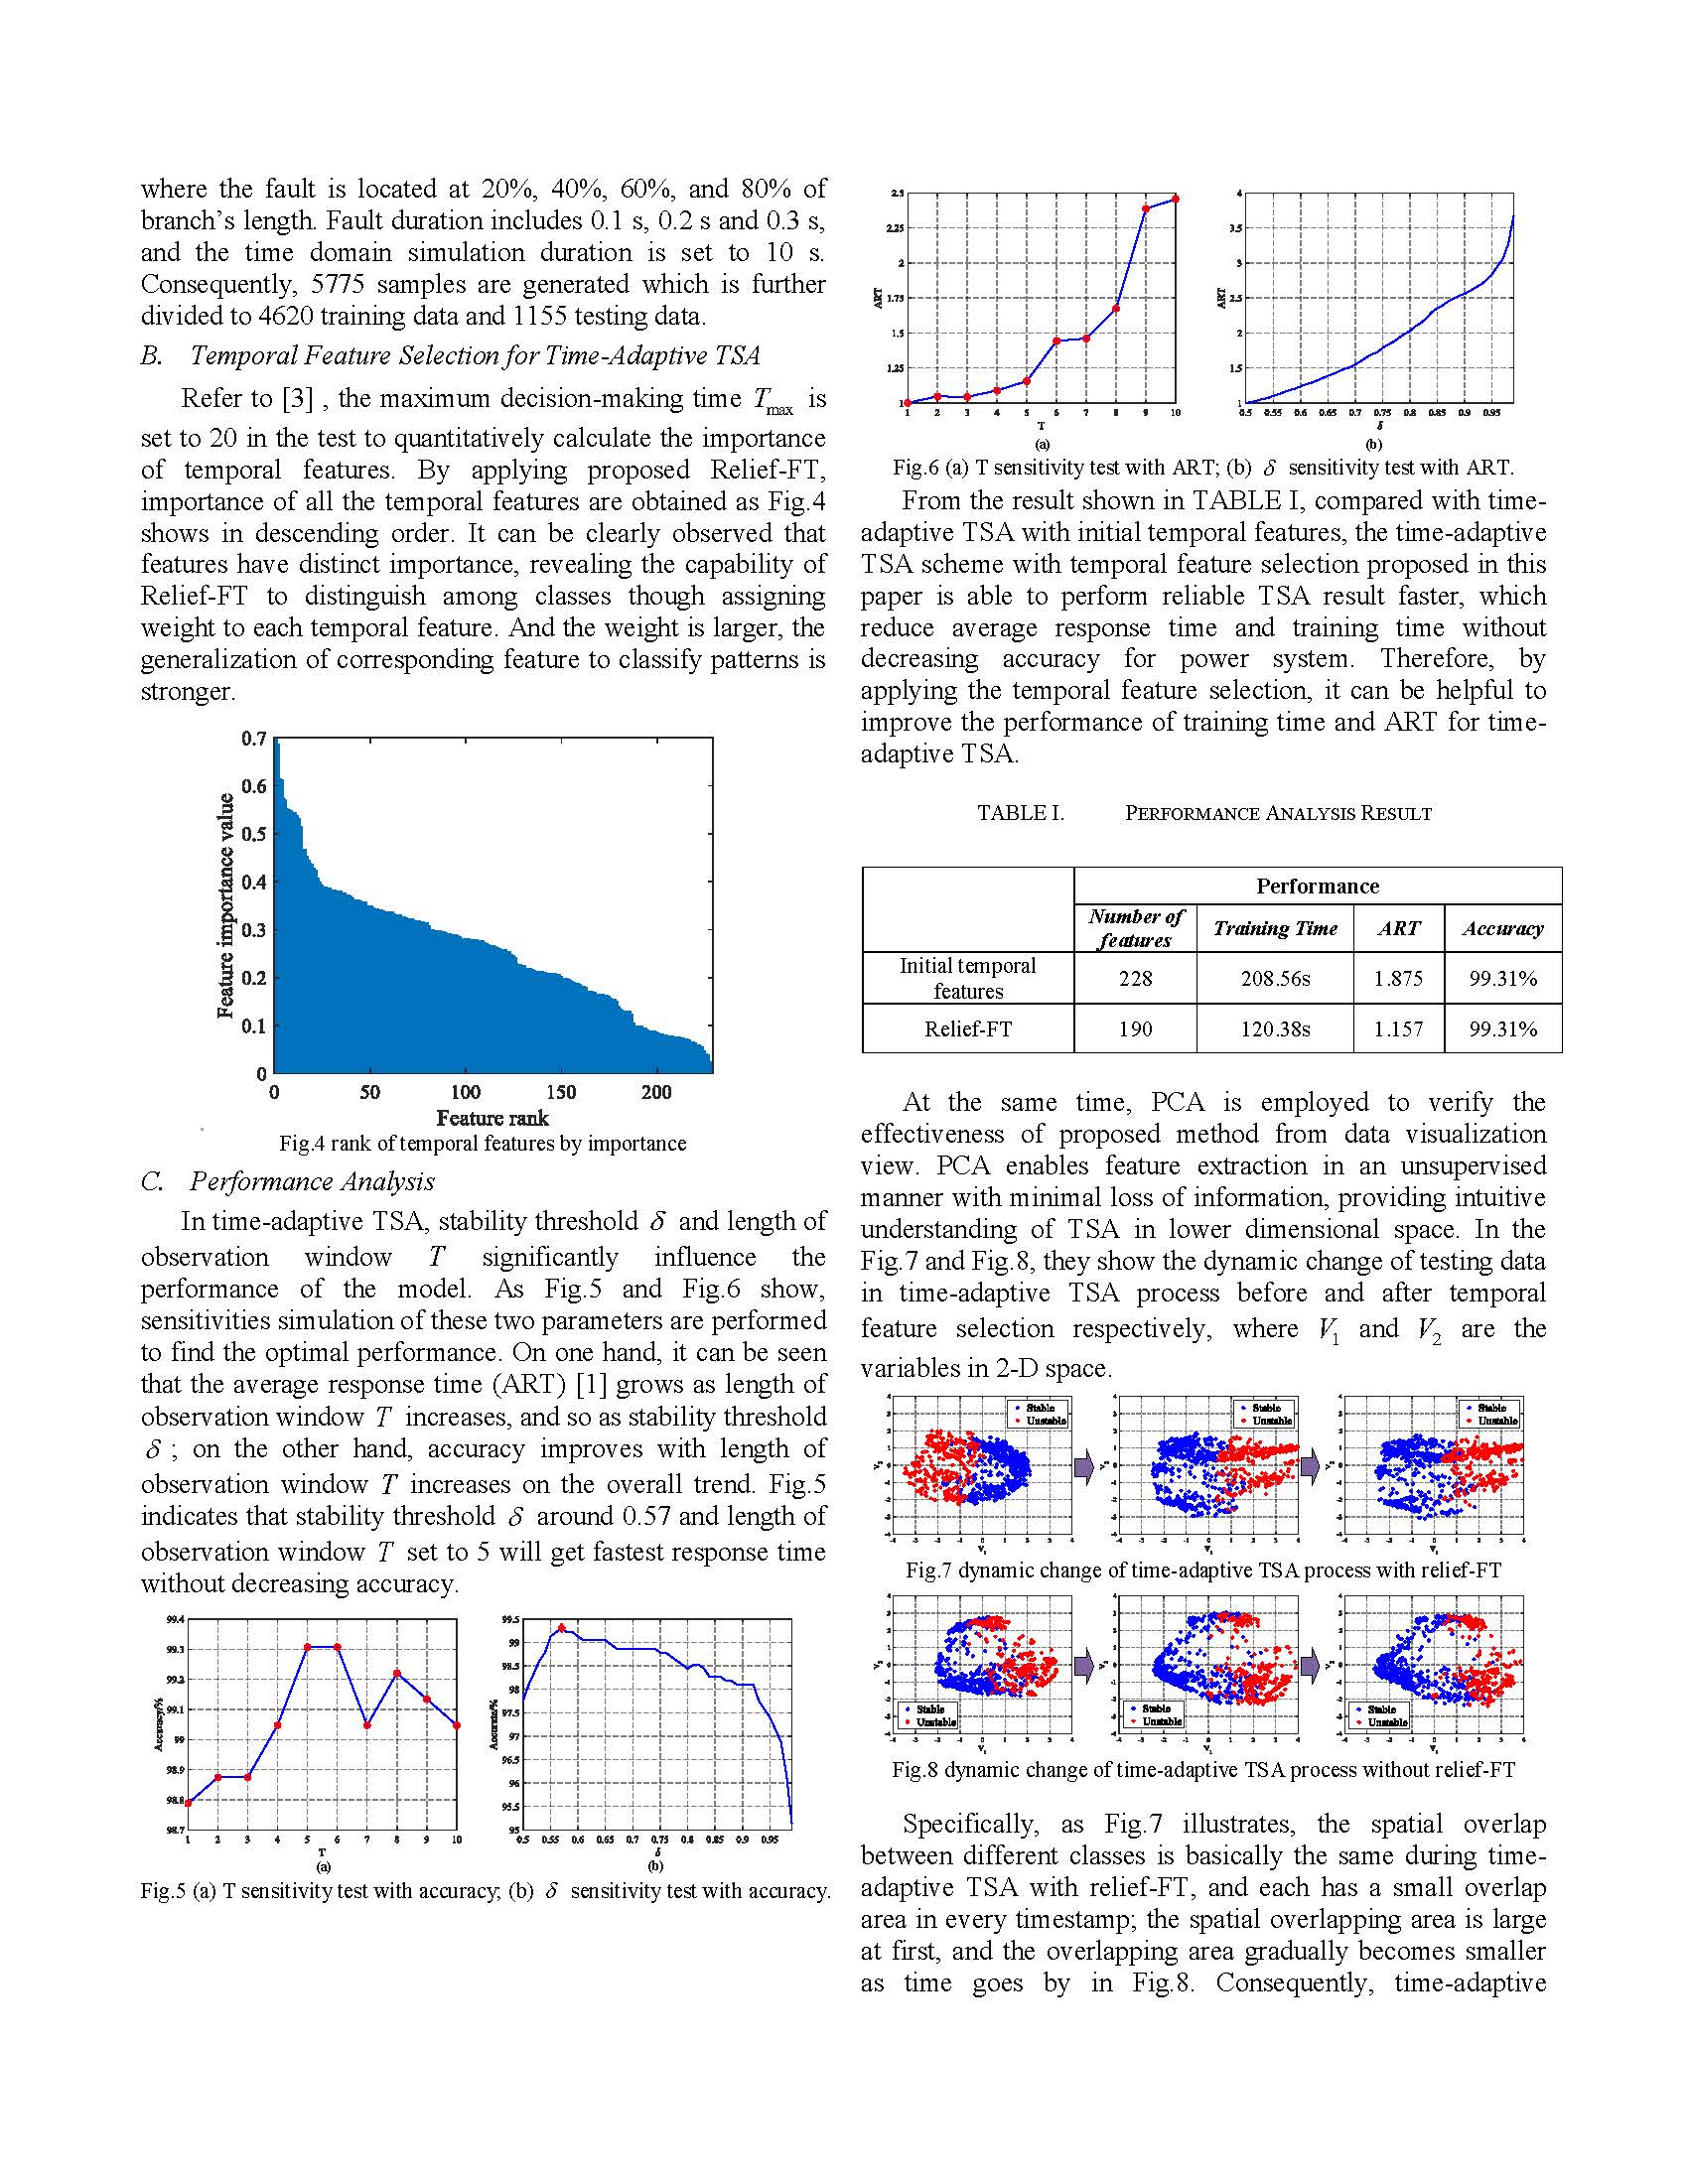 where the fault is located at 20%, 40%, 60%, and 80% of
branch's length. Fault duration includes 0.1 s, 0.2 s and 0.3 s,
and the time domain simulation duration is set to 10 s.
Consequently, 5775 samples are generated which is further
divided to 4620 training data and 1155 testing data.
B. Temporal Feature Selection for Time-Adaptive TSA
Refer to [3] , the maximum decision-making time T_max is
set to 20 in the test to quantitatively calculate the importance
of temporal features. By applying proposed Relief-FT,
importance of all the temporal features are obtained as Fig.4
shows in descending order. It can be clearly observed that
features have distinct importance, revealing the capability of
Relief-FT to distinguish among classes though assigning
weight to each temporal feature. And the weight is larger, the
generalization of corresponding feature to classify patterns is
stronger.
0.7
0.6
0.5
0.4
0.3
0.2
0.1
0
Feature importance value
0 50 100 150 200
Feature rank
Fig.4 rank of temporal features by importance
C. Performance Analysis
In time-adaptive TSA, stability threshold δ and length of
observation window T significantly influence the
performance of the model. As Fig.5 and Fig.6 show,
sensitivities simulation of these two parameters are performed
to find the optimal performance. On one hand, it can be seen
that the average response time (ART) [1] grows as length of
observation window T increases, and so as stability threshold
δ ; on the other hand, accuracy improves with length of
observation window T increases on the overall trend. Fig.5
indicates that stability threshold δ around 0.57 and length of
observation window T set to 5 will get fastest response time
without decreasing accuracy.
99.4
99.3
99.2
99.1
99
98.9
98.8
98.7
Accuracy/%
1 2 3 4 5 6 7 8 9 10
T
(a)
99.5
99
98.5
98
97.5
97
96.5
96
95.5
95
Accuracy/%
0.5 0.55 0.6 0.65 0.7 0.75 0.8 0.85 0.9 0.95
δ
(b)
Fig.5 (a) T sensitivity test with accuracy; (b) δ sensitivity test with accuracy.
2.5
2.25
2
1.75
1.5
1.25
1
ART
1 2 3 4 5 6 7 8 9 10
T
(a)
4
3.5
3
2.5
2
1.5
1
ART
0.5 0.55 0.6 0.65 0.7 0.75 0.8 0.85 0.9 0.95
δ
(b)
Fig.6 (a) T sensitivity test with ART; (b) δ sensitivity test with ART.
From the result shown in TABLE I, compared with time-
adaptive TSA with initial temporal features, the time-adaptive
TSA scheme with temporal feature selection proposed in this
paper is able to perform reliable TSA result faster, which
reduce average response time and training time without
decreasing accuracy for power system. Therefore, by
applying the temporal feature selection, it can be helpful to
improve the performance of training time and ART for time-
adaptive TSA.
TABLE I. PERFORMANCE ANALYSIS RESULT
Performance
Number of features Training Time ART Accuracy
Initial temporal features 228 208.56s 1.875 99.31%
Relief-FT 190 120.38s 1.157 99.31%
At the same time, PCA is employed to verify the
effectiveness of proposed method from data visualization
view. PCA enables feature extraction in an unsupervised
manner with minimal loss of information, providing intuitive
understanding of TSA in lower dimensional space. In the
Fig.7 and Fig.8, they show the dynamic change of testing data
in time-adaptive TSA process before and after temporal
feature selection respectively, where V₁ and V₂ are the
variables in 2-D space.
Stable
Unstable
Stable
Unstable
Stable
Unstable
Fig.7 dynamic change of time-adaptive TSA process with relief-FT
Stable
Unstable
Stable
Unstable
Stable
Unstable
Fig.8 dynamic change of time-adaptive TSA process without relief-FT
Specifically, as Fig.7 illustrates, the spatial overlap
between different classes is basically the same during time-
adaptive TSA with relief-FT, and each has a small overlap
area in every timestamp; the spatial overlapping area is large
at first, and the overlapping area gradually becomes smaller
as time goes by in Fig.8. Consequently, time-adaptive